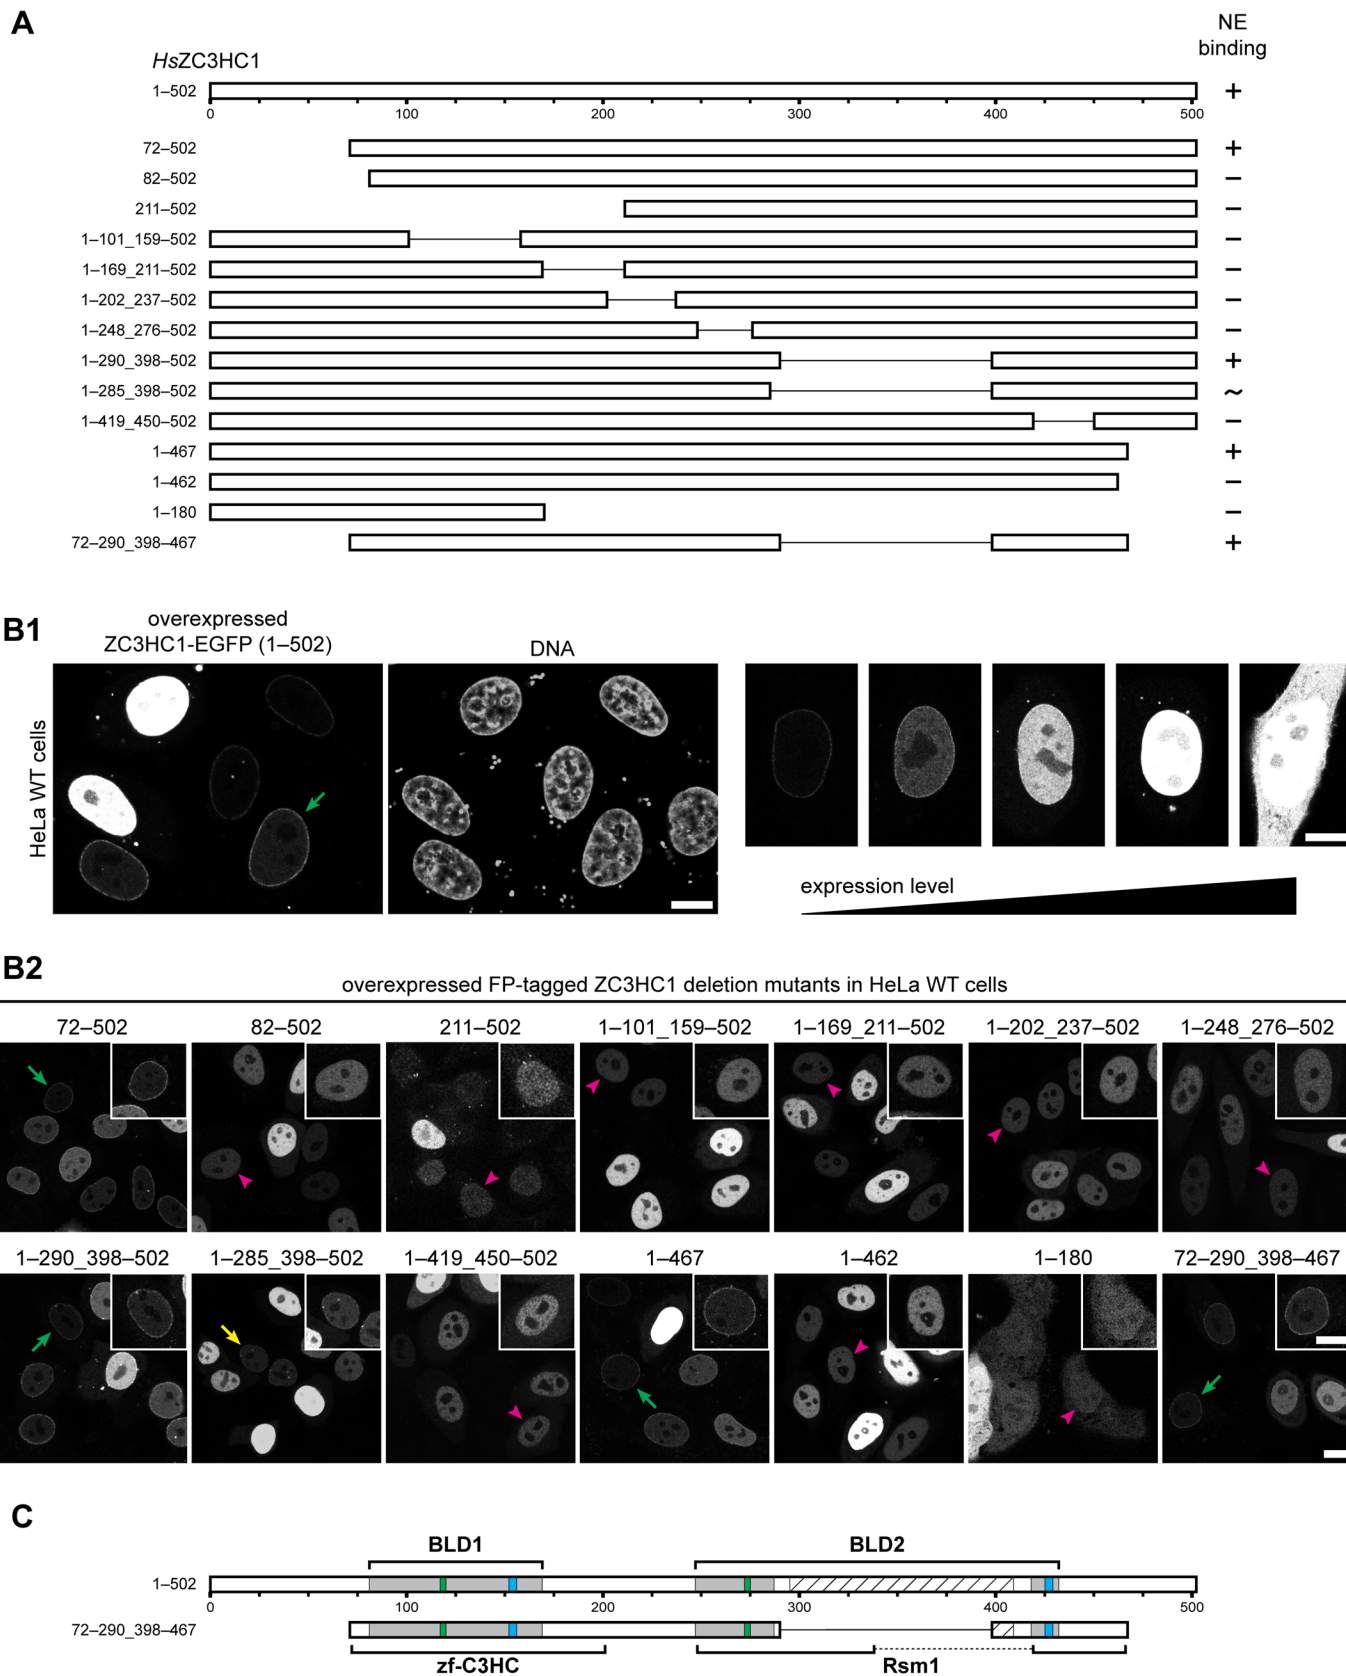 A
NE
binding
HsZC3HC1
1–502 +
0 100 200 300 400 500
72–502 +
82–502 –
211–502 –
1–101_159–502 –
1–169_211–502 –
1–202_237–502 –
1–248_276–502 –
1–290_398–502 +
1–285_398–502 ~
1–419_450–502 –
1–467 +
1–462 –
1–180 –
72–290_398–467 +
B1
overexpressed
ZC3HC1-EGFP (1–502)
DNA
HeLa WT cells
expression level
B2
overexpressed FP-tagged ZC3HC1 deletion mutants in HeLa WT cells
72–502 82–502 211–502 1–101_159–502 1–169_211–502 1–202_237–502 1–248_276–502
1–290_398–502 1–285_398–502 1–419_450–502 1–467 1–462 1–180 72–290_398–467
C
BLD1 BLD2
1–502
0 100 200 300 400 500
72–290_398–467
zf-C3HC Rsm1